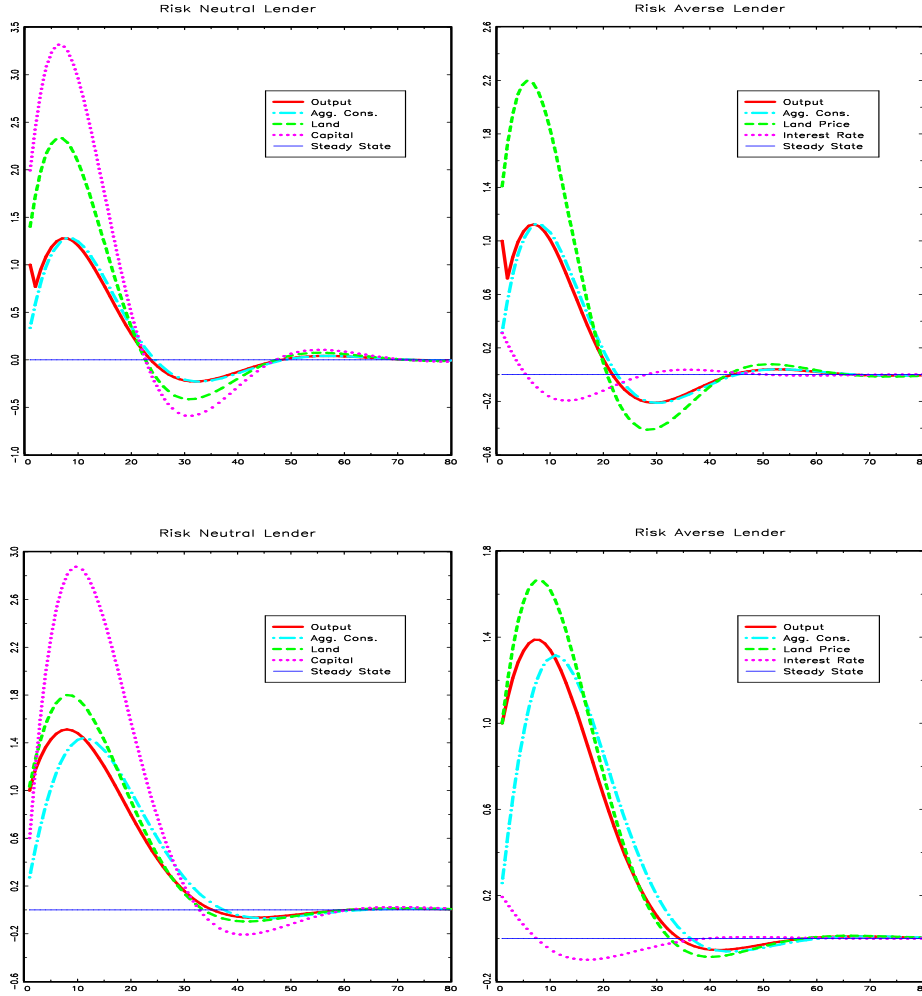 Risk Neutral Lender
3.5
3.0
2.5
2.0
1.5
1.0
0.5
0.0
−0.5
−1.0
Output
Agg. Cons.
Land
Capital
Steady State
0 10 20 30 40 50 60 70 80
Risk Averse Lender
2.6
2.2
1.8
1.4
1.0
0.6
0.2
−0.2
−0.6
Output
Agg. Cons.
Land Price
Interest Rate
Steady State
0 10 20 30 40 50 60 70 80
Risk Neutral Lender
3.0
2.6
2.2
1.8
1.4
1.0
0.6
0.2
−0.2
−0.6
Output
Agg. Cons.
Land
Capital
Steady State
0 10 20 30 40 50 60 70 80
Risk Averse Lender
1.8
1.4
1.0
0.6
0.2
−0.2
Output
Agg. Cons.
Land Price
Interest Rate
Steady State
0 10 20 30 40 50 60 70 80